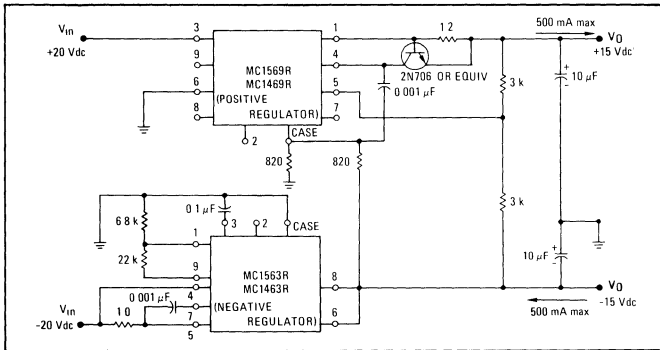 Vin
+20 Vdc
3
1
1 2
500 mA max
VO
+15 Vdc
9
4
2N706 OR EQUIV
MC1569R
MC1469R
6
5
0 001 µF
3 k
10 µF
+
-
(POSITIVE
REGULATOR)
8
7
2
CASE
820
820
3 k
0 1 µF
6 8 k
3
2
CASE
1
22 k
MC1563R
MC1463R
10 µF
+
-
9
8
VO
-15 Vdc
0 001 µF
4
(NEGATIVE
REGULATOR)
Vin
-20 Vdc
1 0
7
5
6
500 mA max